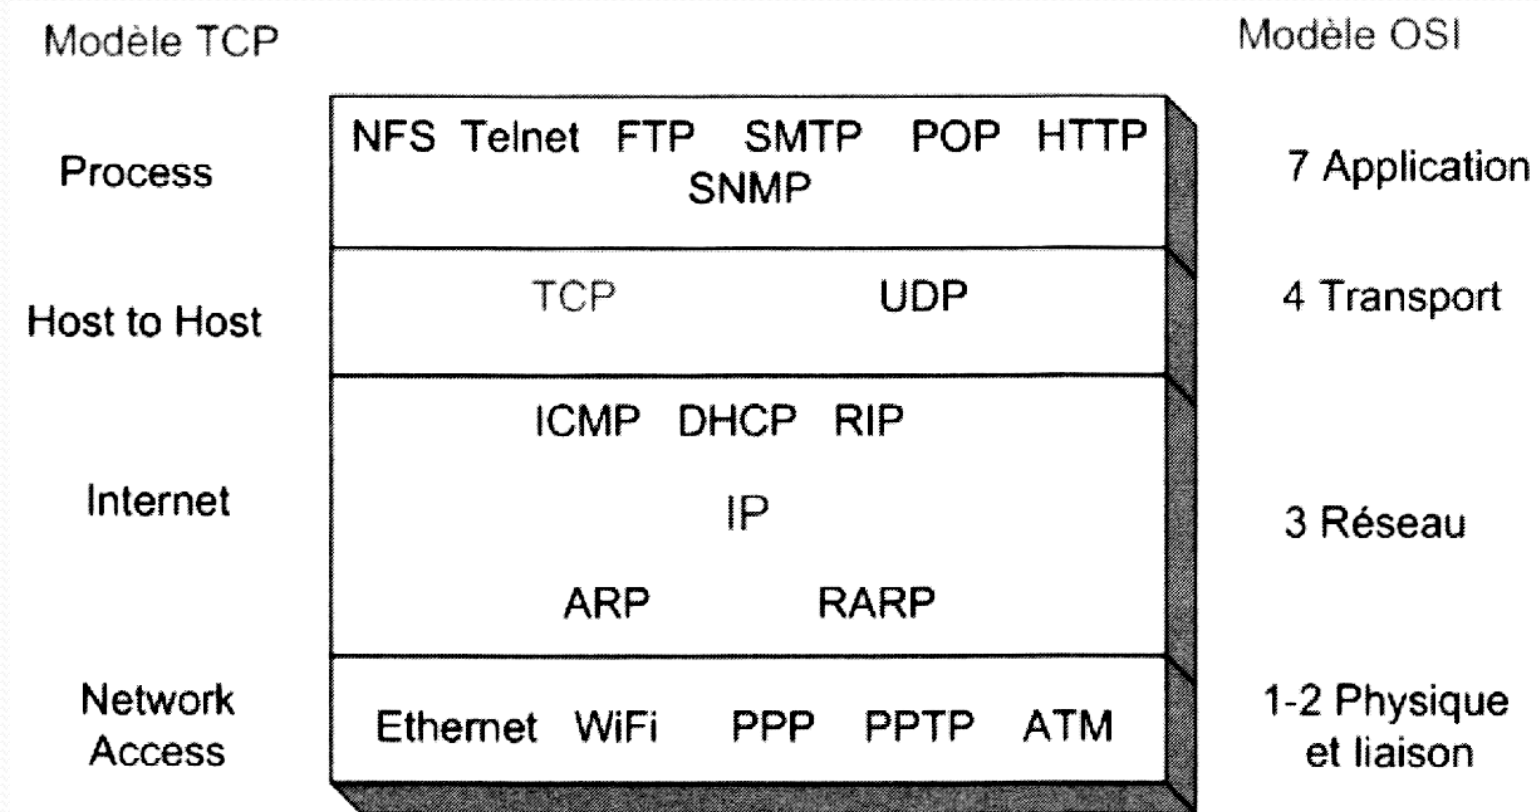 Modèle TCP
Modèle OSI
Process
NFS Telnet FTP SMTP POP HTTP
SNMP
7 Application
Host to Host
TCP UDP
4 Transport
Internet
ICMP DHCP RIP
IP
ARP RARP
3 Réseau
Network
Access
Ethernet WiFi PPP PPTP ATM
1-2 Physique
et liaison